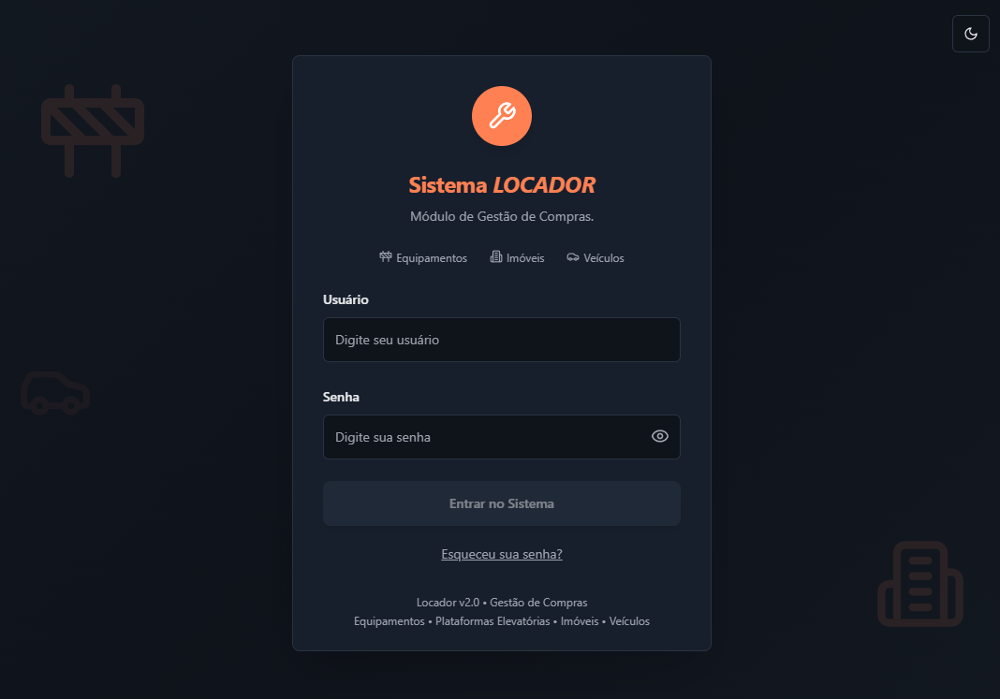 Sistema LOCADOR
Módulo de Gestão de Compras.
Equipamentos Imóveis Veículos
Usuário
Digite seu usuário
Senha
Digite sua senha
Entrar no Sistema
Esqueceu sua senha?
Locador v2.0 • Gestão de Compras
Equipamentos • Plataformas Elevatórias • Imóveis • Veículos